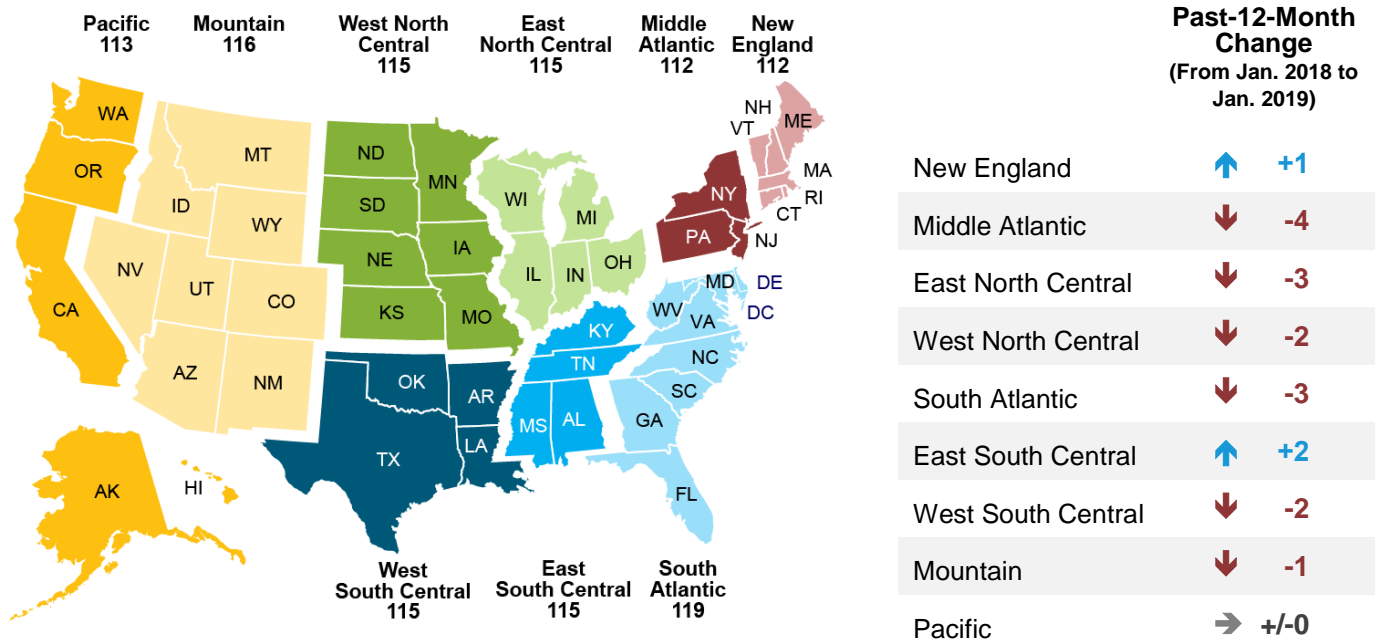 Pacific
113
Mountain
116
West North
Central
115
East
North Central
115
Middle
Atlantic
112
New
England
112
WA
OR
CA
AK
HI
MT
ID
WY
NV
UT
CO
AZ
NM
ND
SD
NE
KS
MN
IA
MO
WI
MI
IL
IN
OH
NY
PA
NJ
NH
VT
ME
MA
RI
CT
OK
AR
TX
LA
KY
TN
MS
AL
MD
DE
DC
WV
VA
NC
SC
GA
FL
West
South Central
115
East
South Central
115
South
Atlantic
119
Past-12-Month
Change
(From Jan. 2018 to
Jan. 2019)
New England +1
Middle Atlantic -4
East North Central -3
West North Central -2
South Atlantic -3
East South Central +2
West South Central -2
Mountain -1
Pacific +/-0